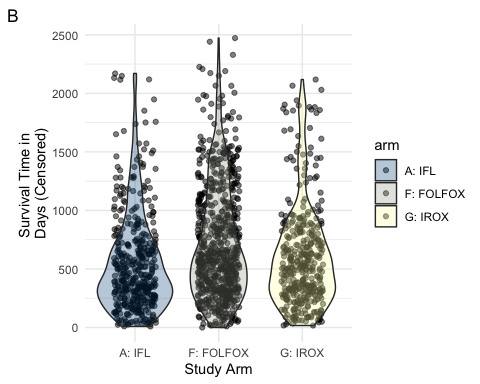 B
2500
2000
1500
1000
500
0
Survival Time in
Days (Censored)
A: IFL
F: FOLFOX
G: IROX
Study Arm
arm
A: IFL
F: FOLFOX
G: IROX